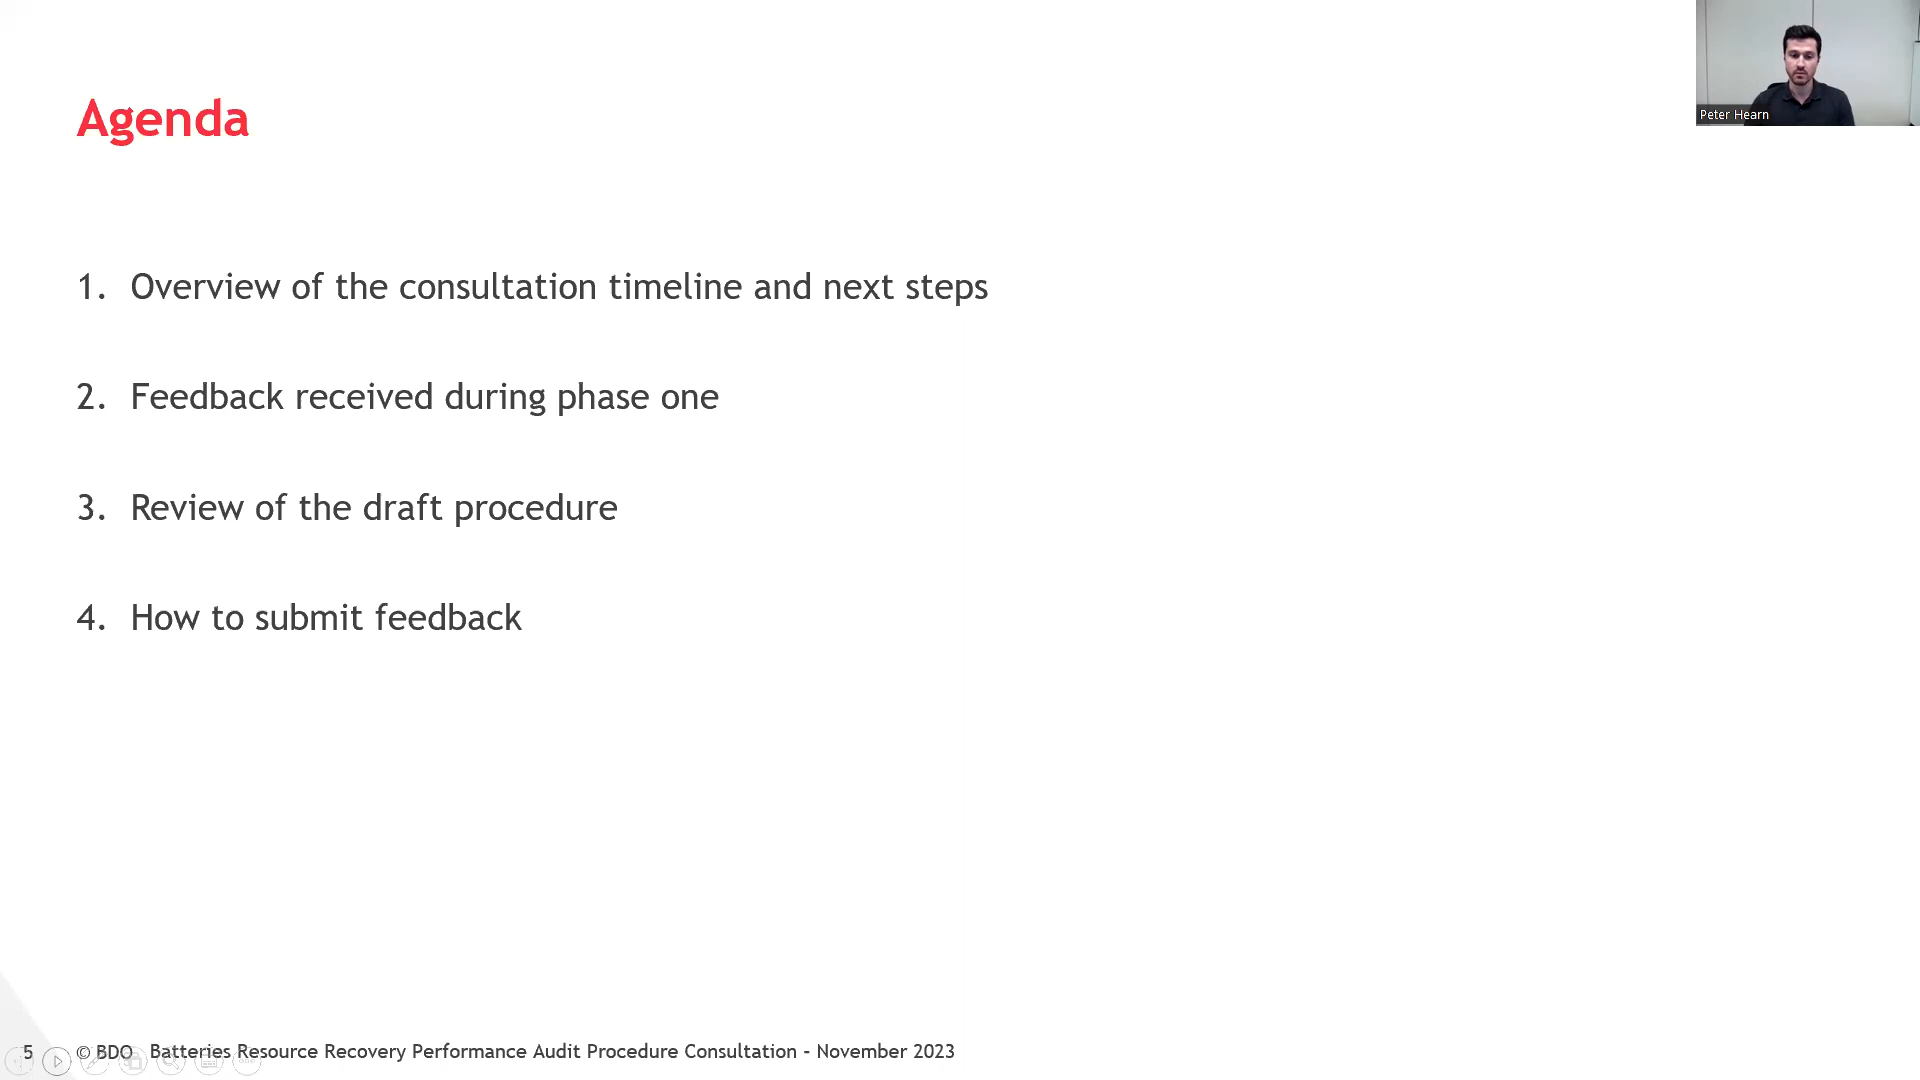 Agenda
Peter Hearn
1. Overview of the consultation timeline and next steps
2. Feedback received during phase one
3. Review of the draft procedure
4. How to submit feedback
5 © BDO Batteries Resource Recovery Performance Audit Procedure Consultation - November 2023